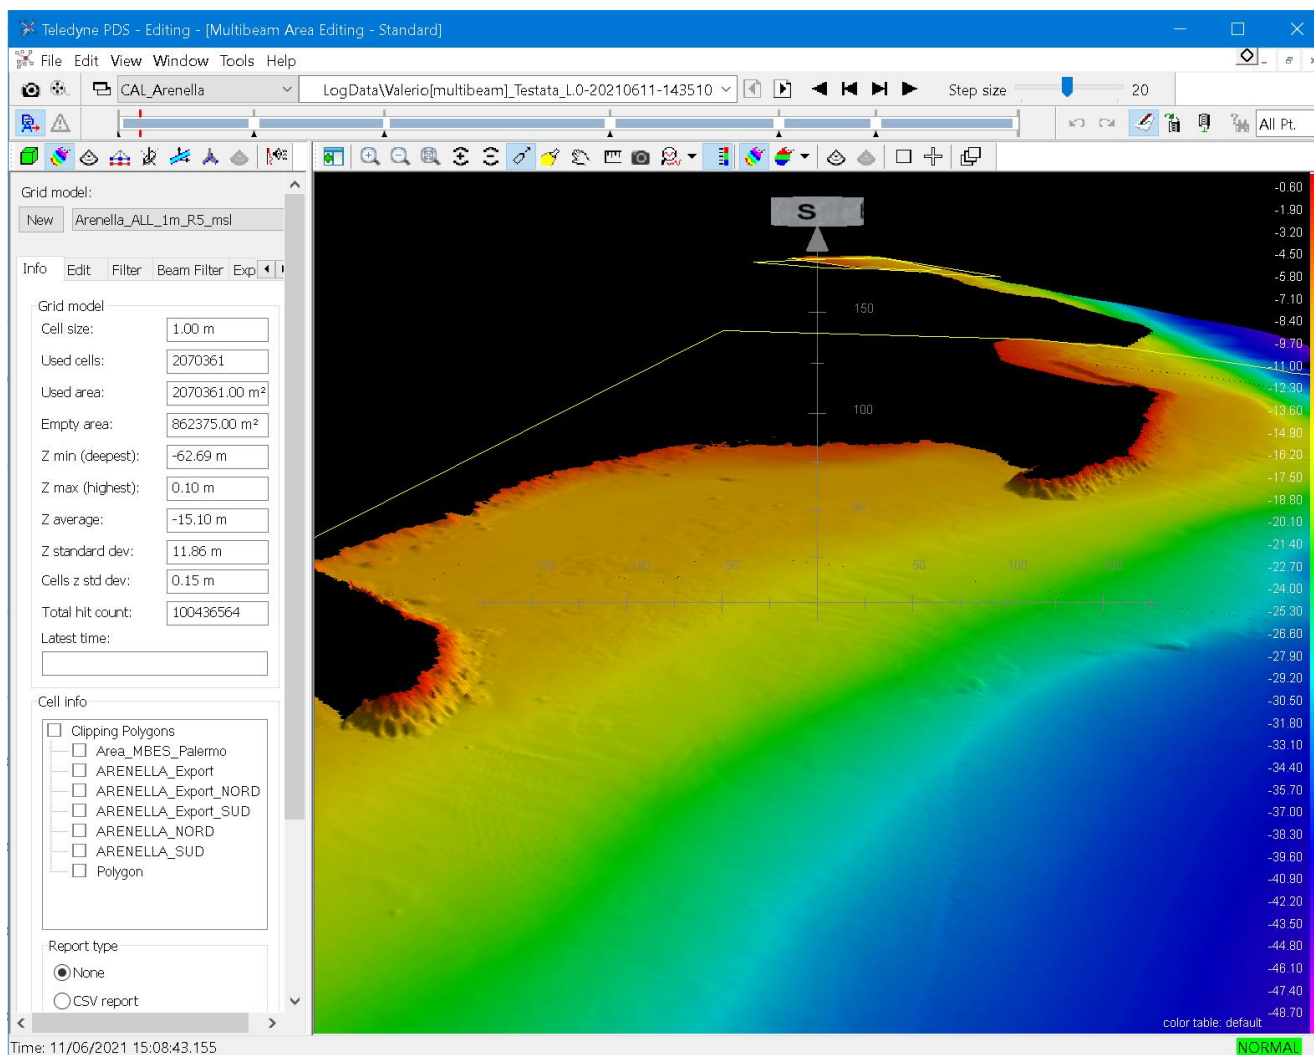 Teledyne PDS - Editing - [Multibeam Area Editing - Standard]
File Edit View Window Tools Help
CAL_Arenella LogData\Valerio[multibeam]_Testata_L.0-20210611-143510 Step size 20
All Pt.
Grid model:
New Arenella_ALL_1m_R5_msl
Info Edit Filter Beam Filter Exp
Grid model
Cell size: 1.00 m
Used cells: 2070361
Used area: 2070361.00 m²
Empty area: 862375.00 m²
Z min (deepest): -62.69 m
Z max (highest): 0.10 m
Z average: -15.10 m
Z standard dev: 11.86 m
Cells z std dev: 0.15 m
Total hit count: 100436564
Latest time:
Cell info
Clipping Polygons
Area_MBES_Palermo
ARENELLA_Export
ARENELLA_Export_NORD
ARENELLA_Export_SUD
ARENELLA_NORD
ARENELLA_SUD
Polygon
Report type
None
CSV report
S
150
100
50
-50
50
100
-0.60
-1.90
-3.20
-4.50
-5.80
-7.10
-8.40
-9.70
-11.00
-12.30
-13.60
-14.90
-16.20
-17.50
-18.80
-20.10
-21.40
-22.70
-24.00
-25.30
-26.60
-27.90
-29.20
-30.50
-31.80
-33.10
-34.40
-35.70
-37.00
-38.30
-39.60
-40.90
-42.20
-43.50
-44.80
-46.10
-47.40
-48.70
color table: default
Time: 11/06/2021 15:08:43.155
NORMAL